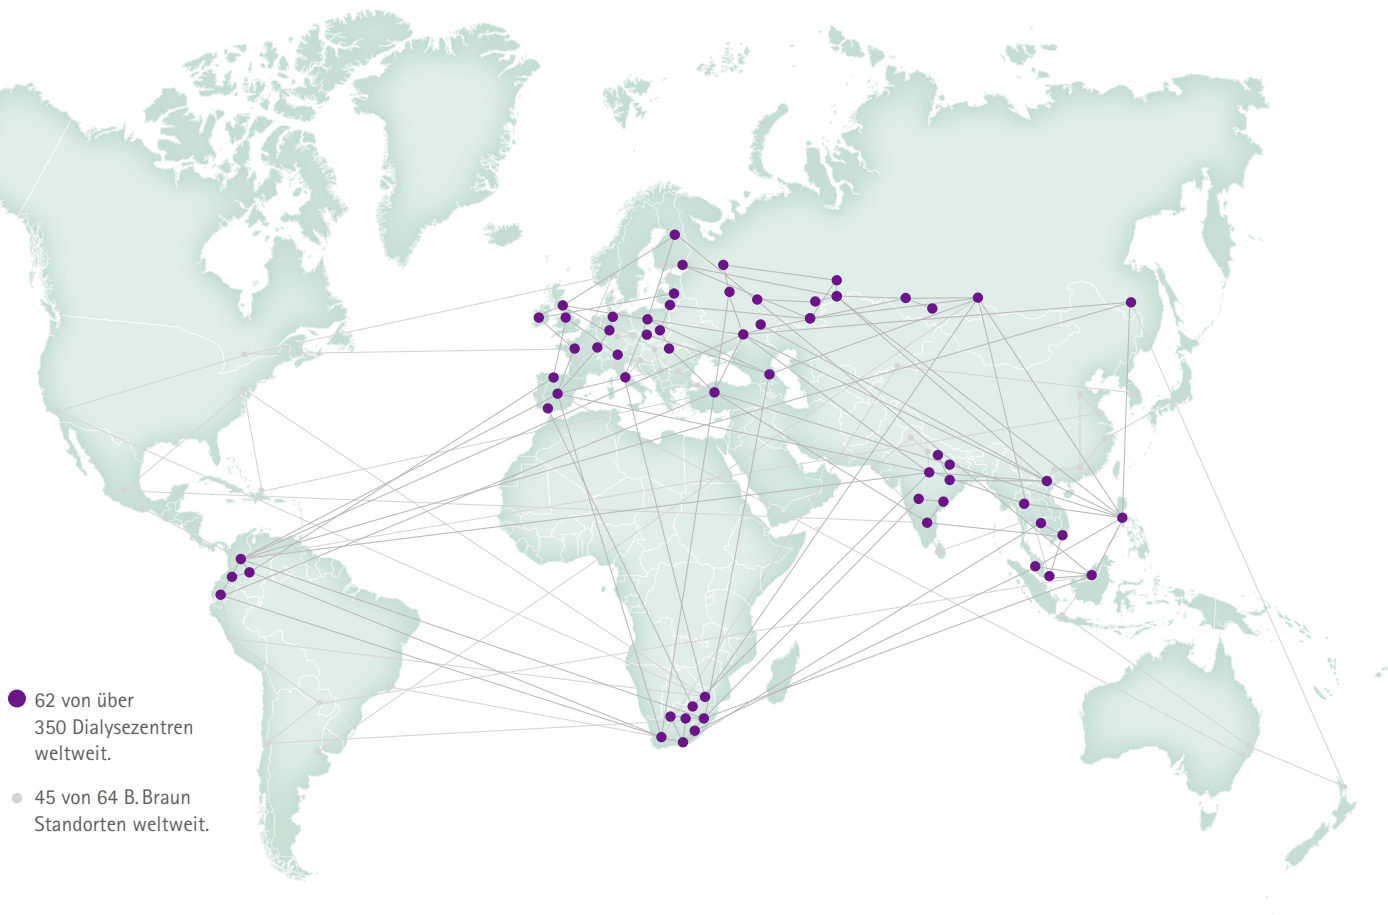 62 von über
350 Dialysezentren
weltweit.
45 von 64 B. Braun
Standorten weltweit.